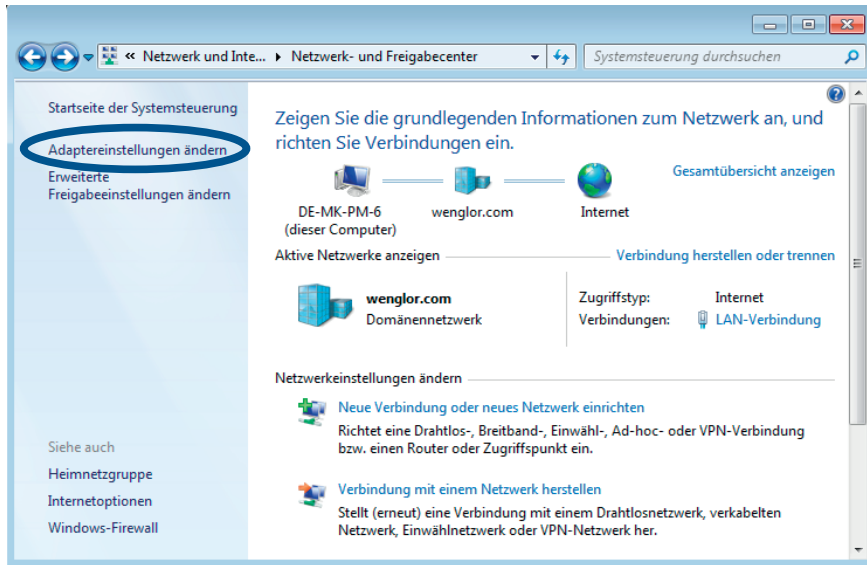 « Netzwerk und Inte... ▸ Netzwerk- und Freigabecenter
Systemsteuerung durchsuchen
Startseite der Systemsteuerung
Adaptereinstellungen ändern
Erweiterte
Freigabeeinstellungen ändern
Zeigen Sie die grundlegenden Informationen zum Netzwerk an, und
richten Sie Verbindungen ein.
Gesamtübersicht anzeigen
DE-MK-PM-6 wenglor.com Internet
(dieser Computer)
Aktive Netzwerke anzeigen Verbindung herstellen oder trennen
wenglor.com Zugriffstyp: Internet
Domänennetzwerk Verbindungen: LAN-Verbindung
Netzwerkeinstellungen ändern
Neue Verbindung oder neues Netzwerk einrichten
Richtet eine Drahtlos-, Breitband-, Einwähl-, Ad-hoc- oder VPN-Verbindung
bzw. einen Router oder Zugriffspunkt ein.
Verbindung mit einem Netzwerk herstellen
Stellt (erneut) eine Verbindung mit einem Drahtlosnetzwerk, verkabelten
Netzwerk, Einwählnetzwerk oder VPN-Netzwerk her.
Siehe auch
Heimnetzgruppe
Internetoptionen
Windows-Firewall